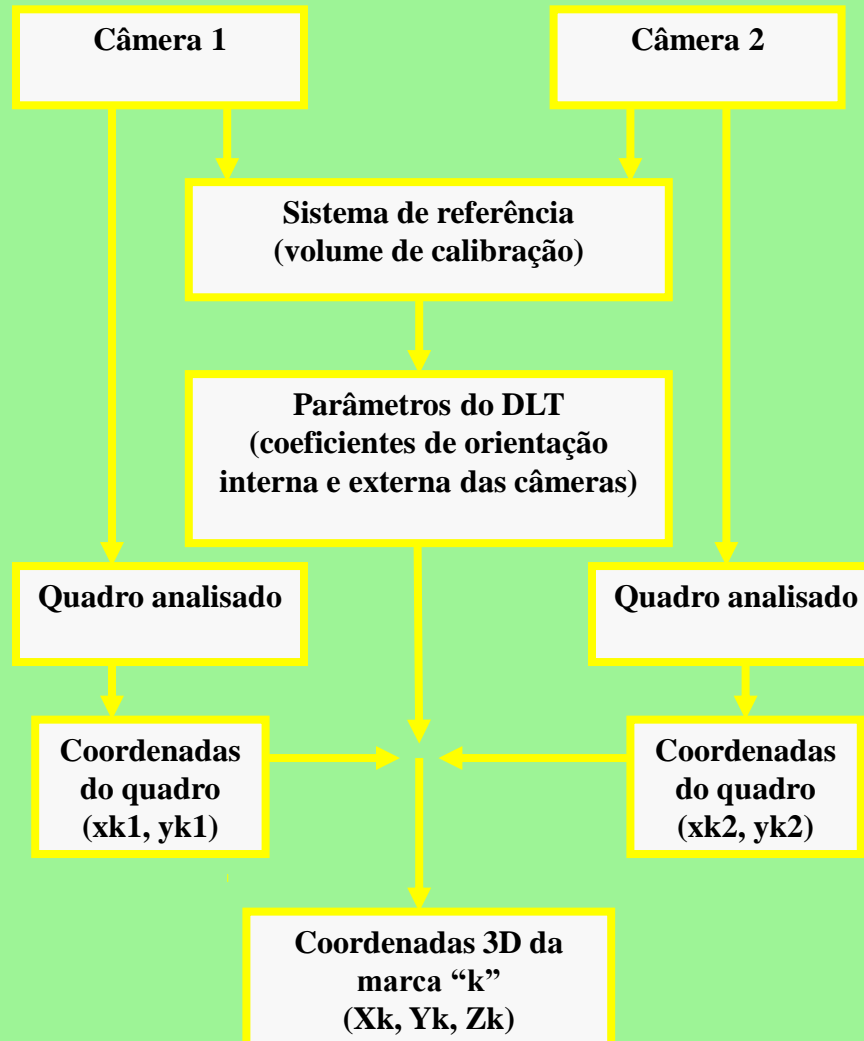 Câmera 1
Câmera 2
Sistema de referência
(volume de calibração)
Parâmetros do DLT
(coeficientes de orientação
interna e externa das câmeras)
Quadro analisado
Quadro analisado
Coordenadas
do quadro
(xk1, yk1)
Coordenadas
do quadro
(xk2, yk2)
Coordenadas 3D da
marca “k”
(Xk, Yk, Zk)